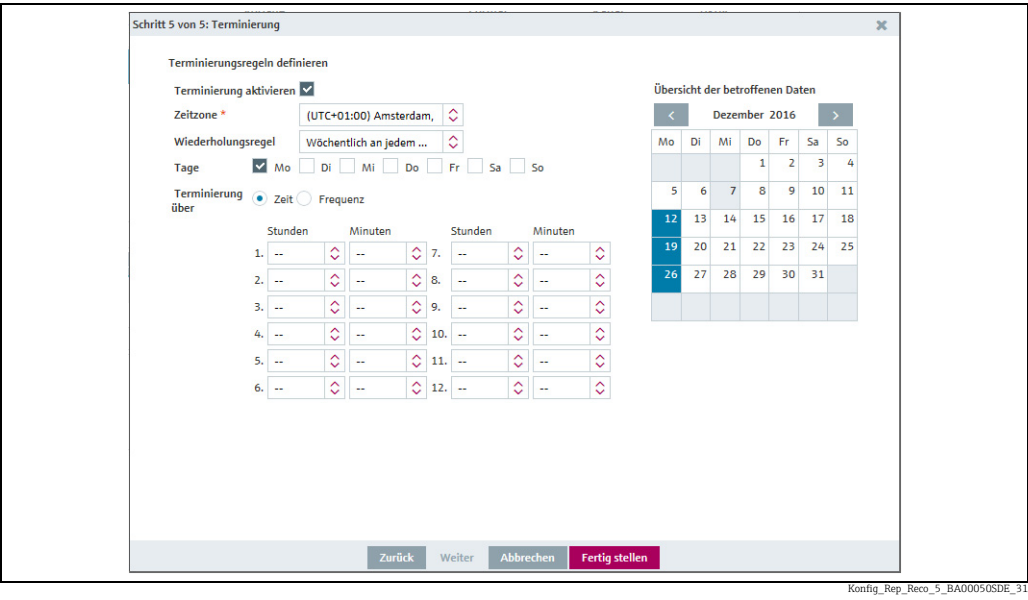 Schritt 5 von 5: Terminierung
Terminierungsregeln definieren
Terminierung aktivieren
Zeitzone *
(UTC+01:00) Amsterdam,
Wiederholungsregel
Wöchentlich an jedem ...
Tage
Mo Di Mi Do Fr Sa So
Terminierung
über
Zeit Frequenz
Stunden Minuten Stunden Minuten
1. -- -- 7. -- --
2. -- -- 8. -- --
3. -- -- 9. -- --
4. -- -- 10. -- --
5. -- -- 11. -- --
6. -- -- 12. -- --
Übersicht der betroffenen Daten
< Dezember 2016 >
Mo Di Mi Do Fr Sa So
1 2 3 4
5 6 7 8 9 10 11
12 13 14 15 16 17 18
19 20 21 22 23 24 25
26 27 28 29 30 31
Zurück Weiter Abbrechen Fertig stellen
Konfig_Rep_Reco_5_BA00050SDE_31